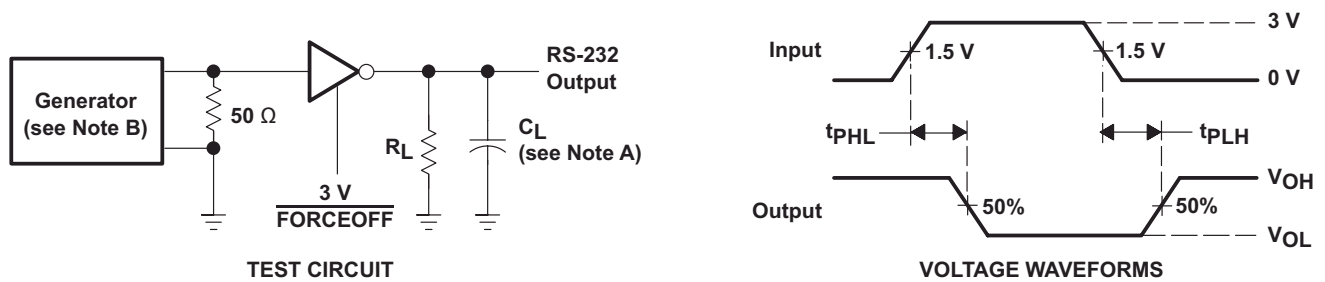 Generator
(see Note B)
50 Ω
3 V
FORCEOFF
RL
CL
(see Note A)
RS-232
Output
TEST CIRCUIT
Input
1.5 V
1.5 V
3 V
0 V
tPHL
tPLH
Output
50%
50%
VOH
VOL
VOLTAGE WAVEFORMS